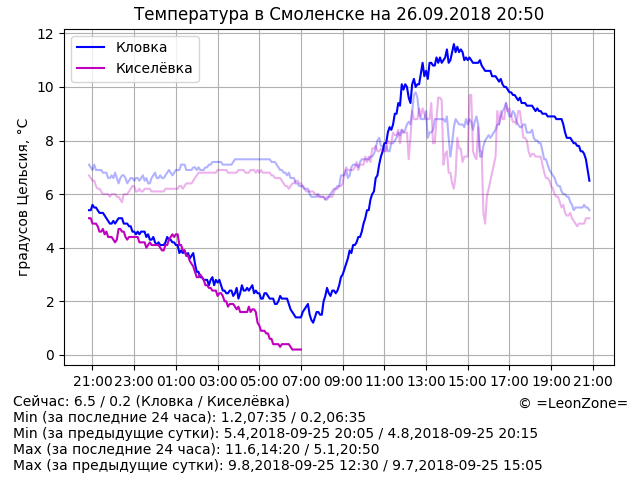 Температура в Смоленске на 26.09.2018 20:50
Кловка
Киселёвка
градусов Цельсия, °C
12
10
8
6
4
2
0
21:00 23:00 01:00 03:00 05:00 07:00 09:00 11:00 13:00 15:00 17:00 19:00 21:00
Сейчас: 6.5 / 0.2 (Кловка / Киселёвка)
© =LeonZone=
Min (за последние 24 часа): 1.2,07:35 / 0.2,06:35
Min (за предыдущие сутки): 5.4,2018-09-25 20:05 / 4.8,2018-09-25 20:15
Max (за последние 24 часа): 11.6,14:20 / 5.1,20:50
Max (за предыдущие сутки): 9.8,2018-09-25 12:30 / 9.7,2018-09-25 15:05